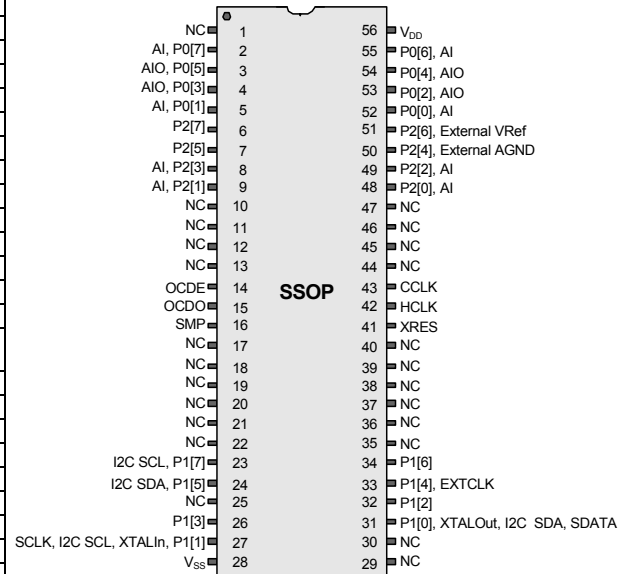 NC 1 56 VDD
AI, P0[7] 2 55 P0[6], AI
AIO, P0[5] 3 54 P0[4], AIO
AIO, P0[3] 4 53 P0[2], AIO
AI, P0[1] 5 52 P0[0], AI
P2[7] 6 51 P2[6], External VRef
P2[5] 7 50 P2[4], External AGND
AI, P2[3] 8 49 P2[2], AI
AI, P2[1] 9 48 P2[0], AI
NC 10 47 NC
NC 11 46 NC
NC 12 45 NC
NC 13 44 NC
OCDE 14 SSOP 43 CCLK
OCDO 15 42 HCLK
SMP 16 41 XRES
NC 17 40 NC
NC 18 39 NC
NC 19 38 NC
NC 20 37 NC
NC 21 36 NC
NC 22 35 NC
I2C SCL, P1[7] 23 34 P1[6]
I2C SDA, P1[5] 24 33 P1[4], EXTCLK
NC 25 32 P1[2]
P1[3] 26 31 P1[0], XTALOut, I2C SDA, SDATA
SCLK, I2C SCL, XTALIn, P1[1] 27 30 NC
VSS 28 29 NC